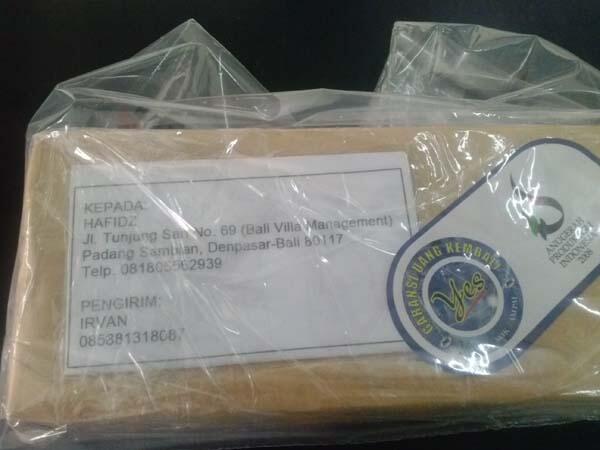 KEPADA:
HAFIDZ
Jl. Tunjung Sari No. 69 (Bali Villa Management)
Padang Sambian, Denpasar-Bali 80117
Telp. 081805562939
PENGIRIM:
IRVAN
085381318087
GARANSI UANG KEMBALI
Yes
ANUGERAH
PRODUK
INDONESIA
2008